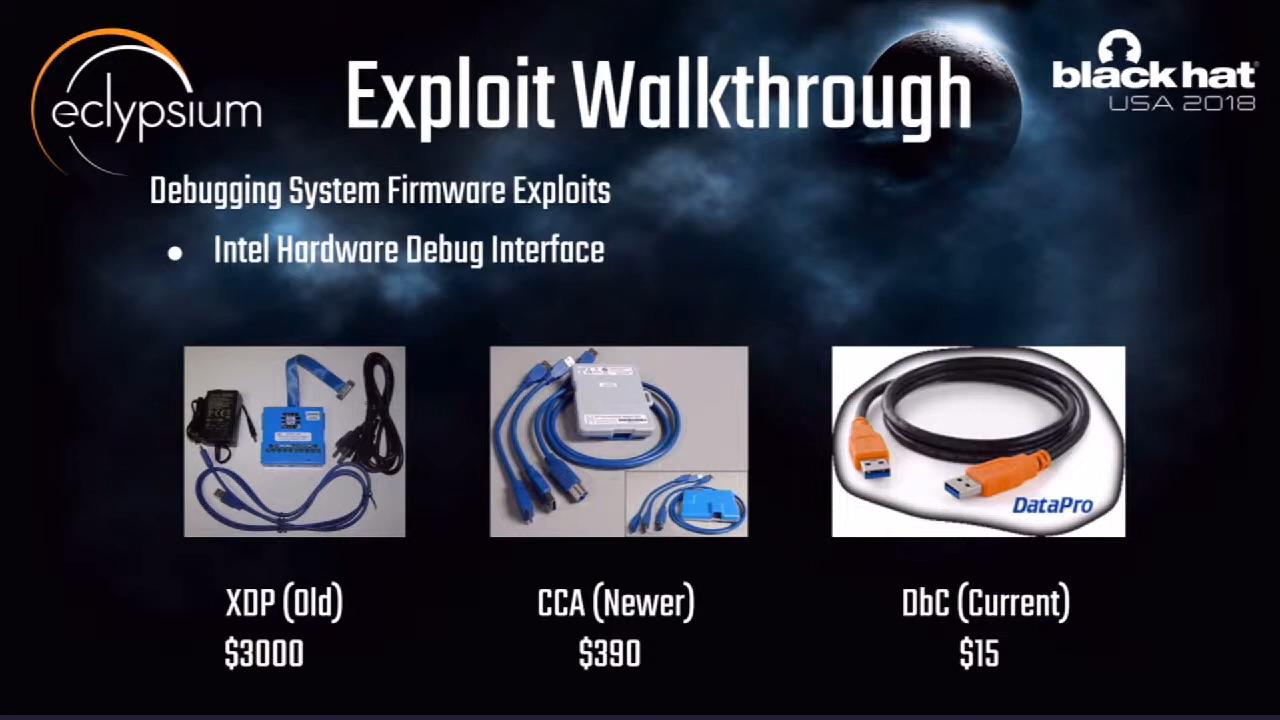 eclypsium
Exploit Walkthrough
black hat
USA 2018
Debugging System Firmware Exploits
● Intel Hardware Debug Interface
DataPro
XDP (Old)
CCA (Newer)
DbC (Current)
$3000
$390
$15